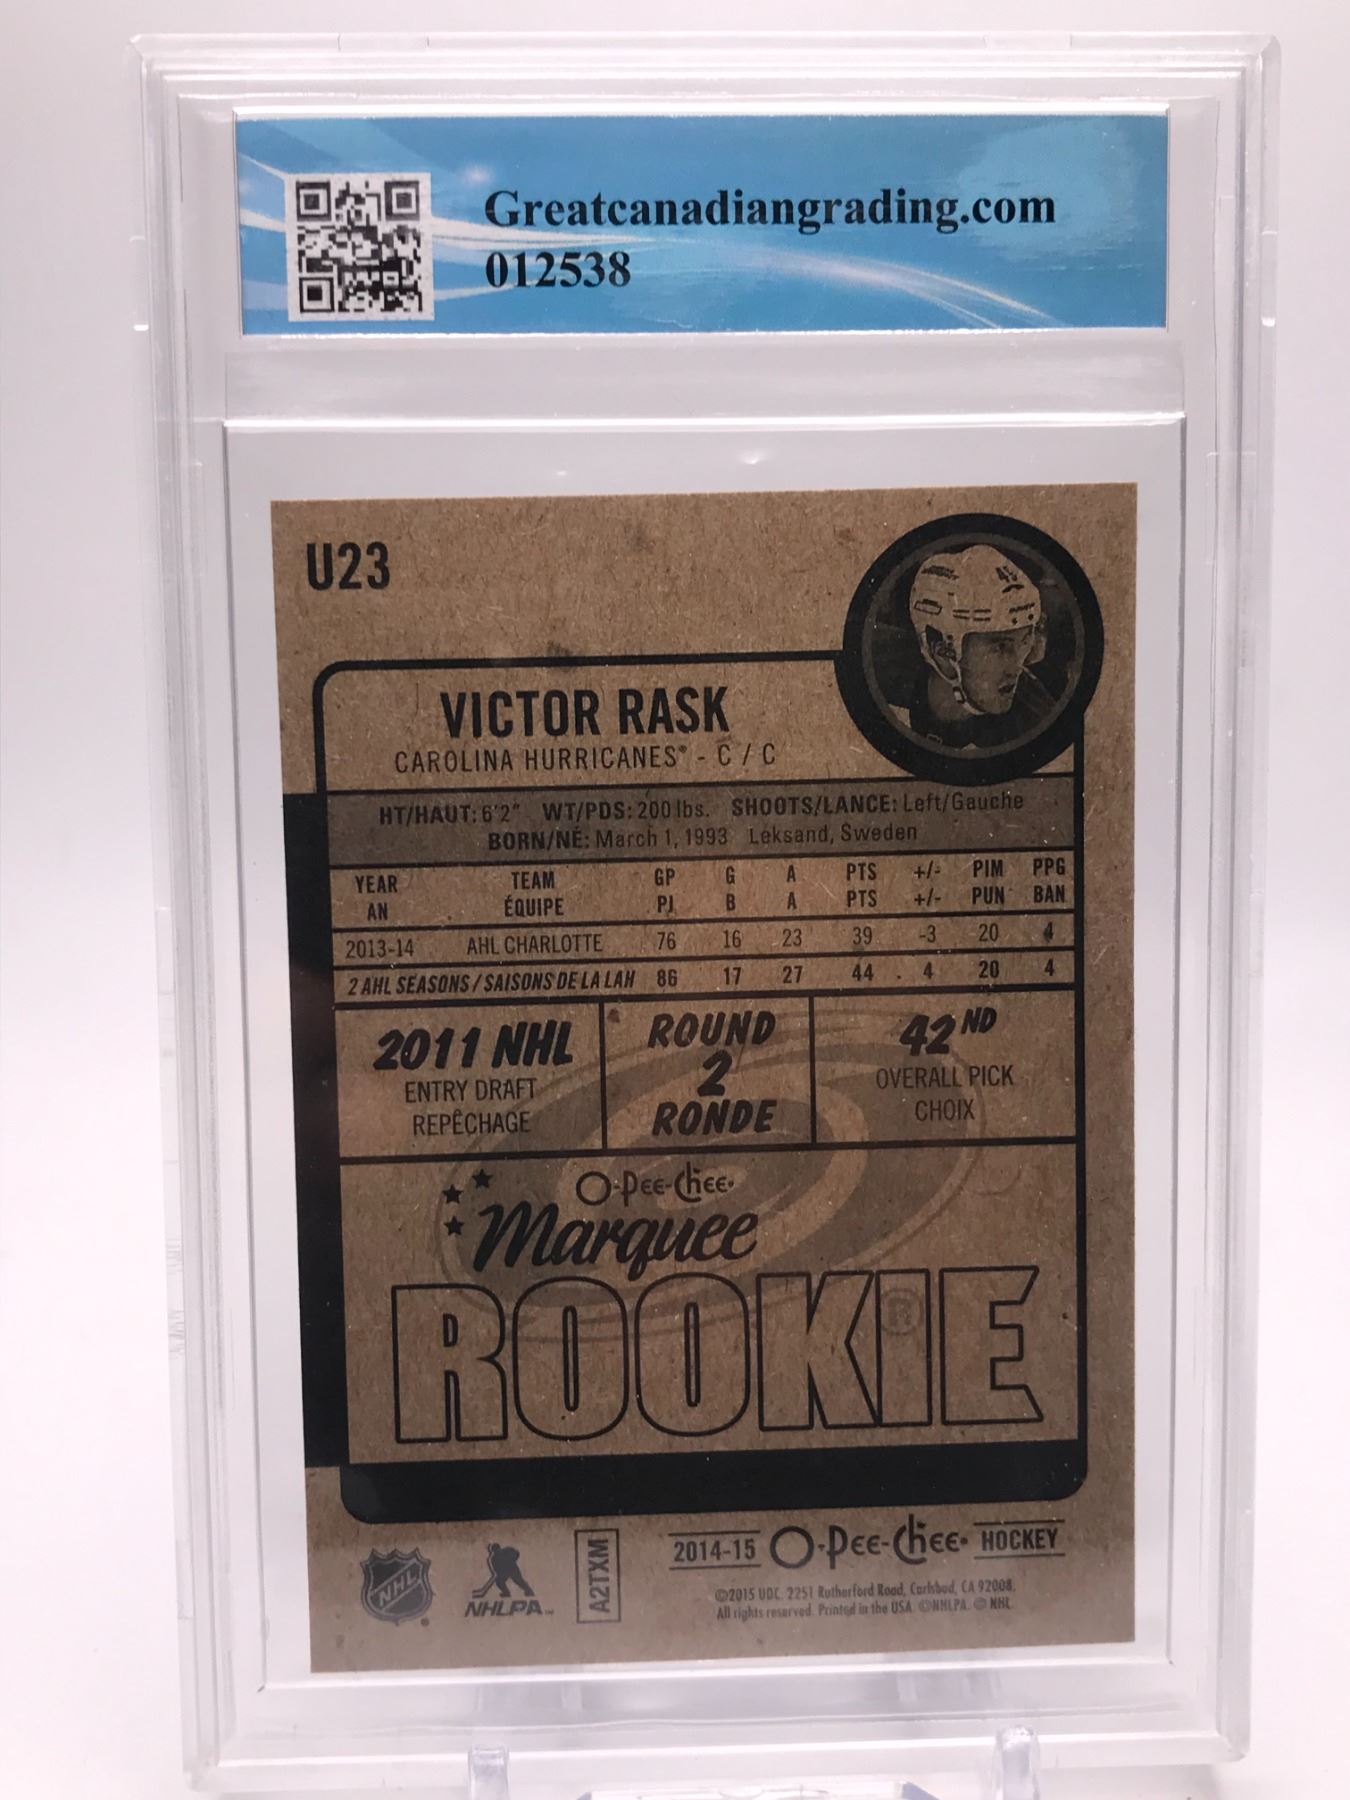 Greatcanadiangrading.com
012538
U23
VICTOR RASK
CAROLINA HURRICANES® - C / C
HT/HAUT: 6'2" WT/PDS: 200 lbs. SHOOTS/LANCE: Left/Gauche
BORN/NÉ: March 1, 1993 Leksand, Sweden
YEAR TEAM GP G A PTS +/- PIM PPG
AN ÉQUIPE PJ B A PTS +/- PUN BAN
2013-14 AHL CHARLOTTE 76 16 23 39 -3 20 4
2 AHL SEASONS / SAISONS DE LA LAH 86 17 27 44 4 20 4
2011 NHL
ENTRY DRAFT
REPÊCHAGE
ROUND
2
RONDE
42ND
OVERALL PICK
CHOIX
O-Pee-Chee
Marquee
ROOKIE
®
NHL
NHLPA
A2TXM
2014-15 O-Pee-Chee HOCKEY
©2015 UDC. 2251 Rutherford Road, Carlsbad, CA 92008.
All rights reserved. Printed in the USA. ©NHLPA. © NHL